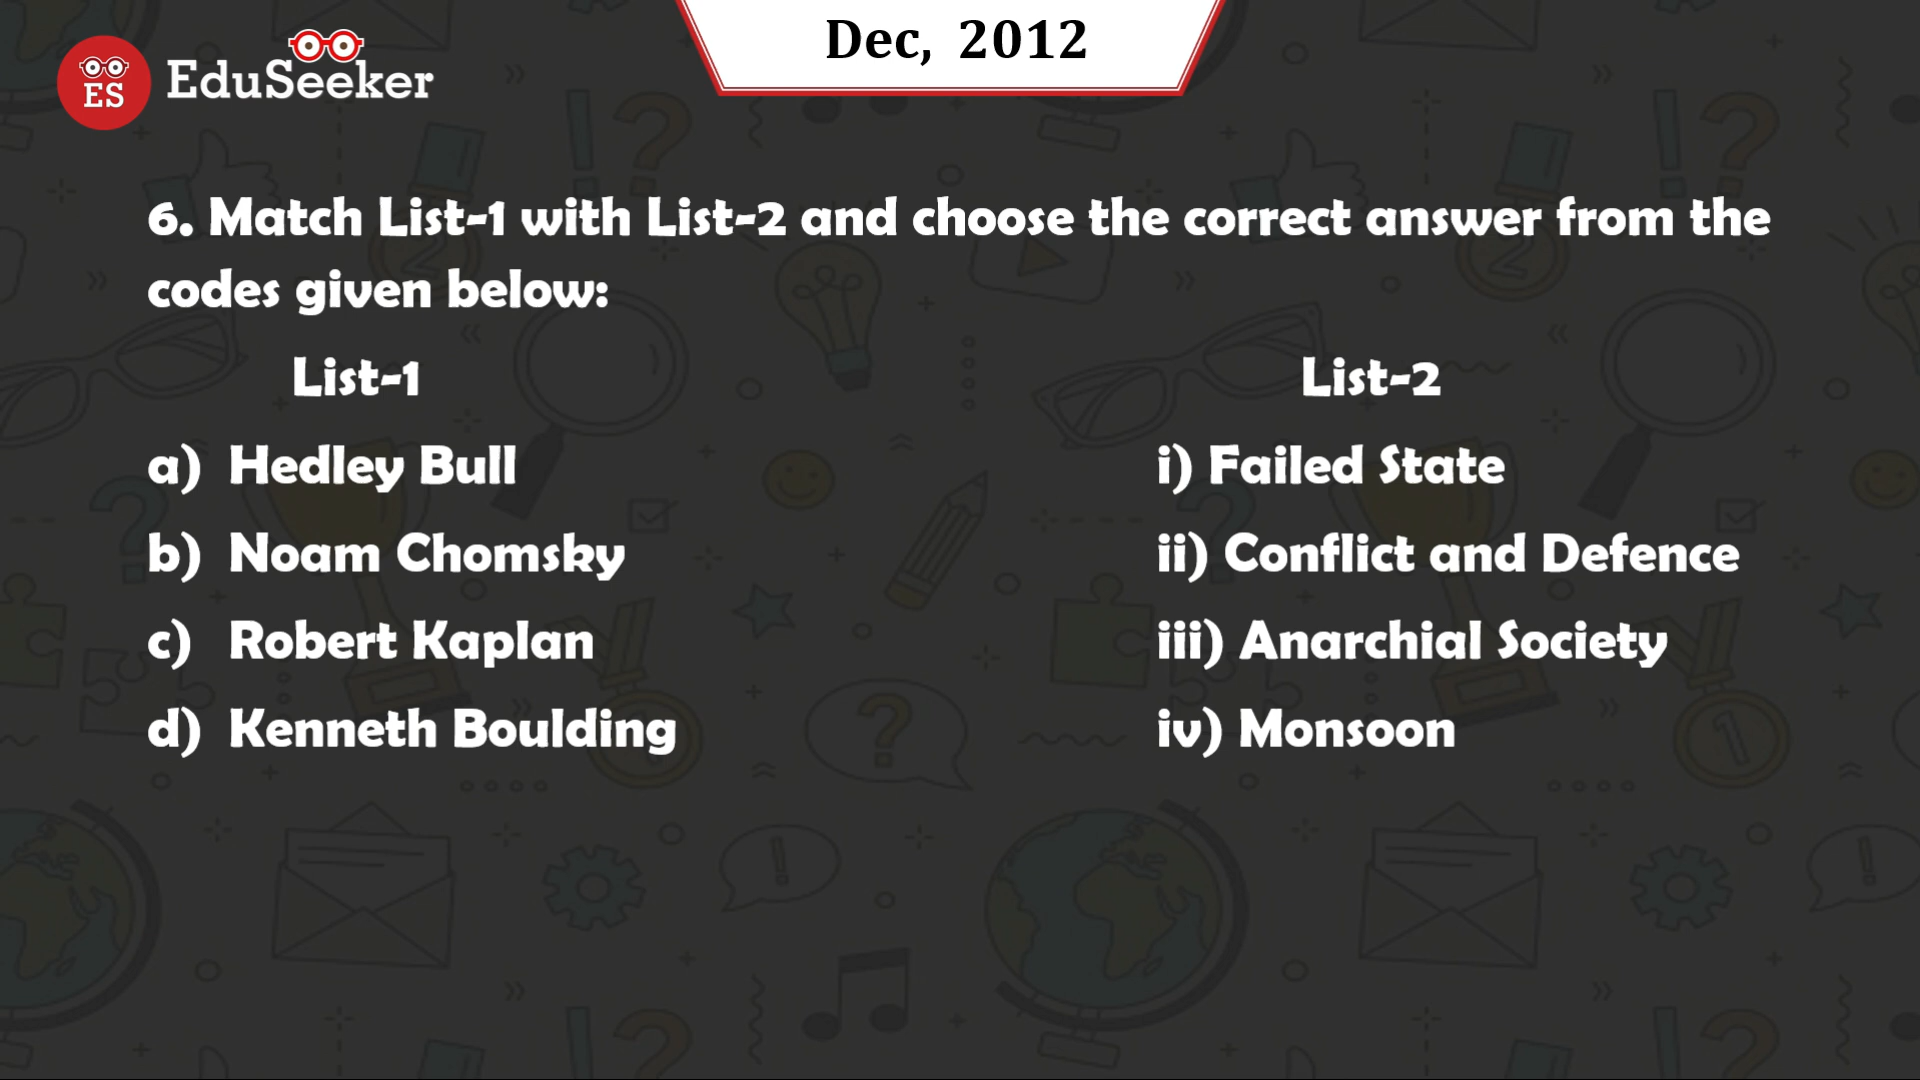 Dec, 2012
ES
EduSeeker
6. Match List-1 with List-2 and choose the correct answer from the
codes given below:
List-1 List-2
a) Hedley Bull i) Failed State
b) Noam Chomsky ii) Conflict and Defence
c) Robert Kaplan iii) Anarchial Society
d) Kenneth Boulding iv) Monsoon